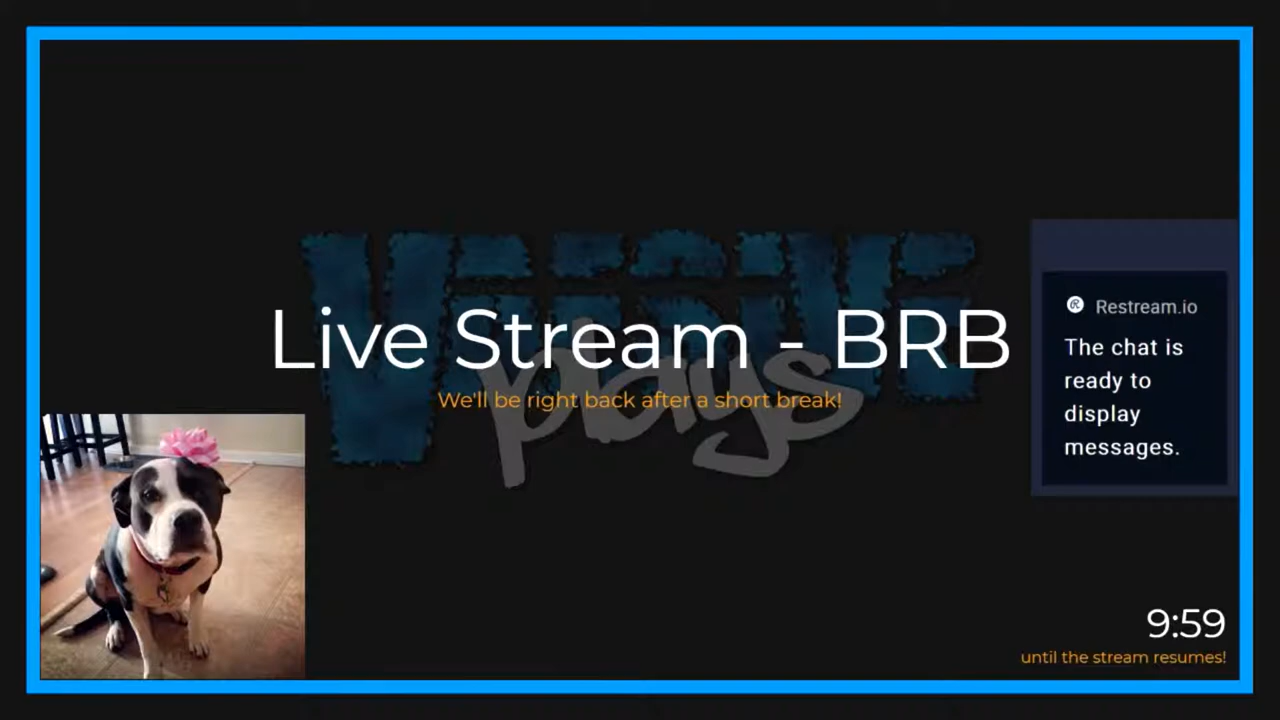 Live Stream - BRB
We'll be right back after a short break!
plays
Restream.io
The chat is
ready to
display
messages.
9:59
until the stream resumes!